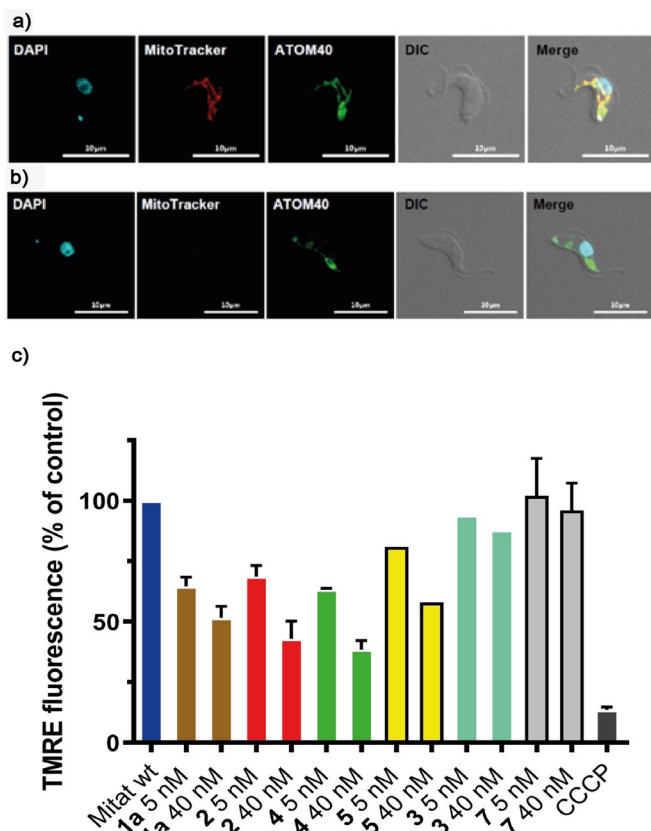 a)
DAPI MitoTracker ATOM40 DIC Merge
10µm 10µm 10µm 10µm 10µm
b)
DAPI MitoTracker ATOM40 DIC Merge
10µm 10µm 10µm 10µm 10µm
c)
TMRE fluorescence (% of control)
100
50
0
Mitat wt
1a 5 nM
1a 40 nM
2 5 nM
2 40 nM
4 5 nM
4 40 nM
5 5 nM
5 40 nM
3 5 nM
3 40 nM
7 5 nM
7 40 nM
CCCP